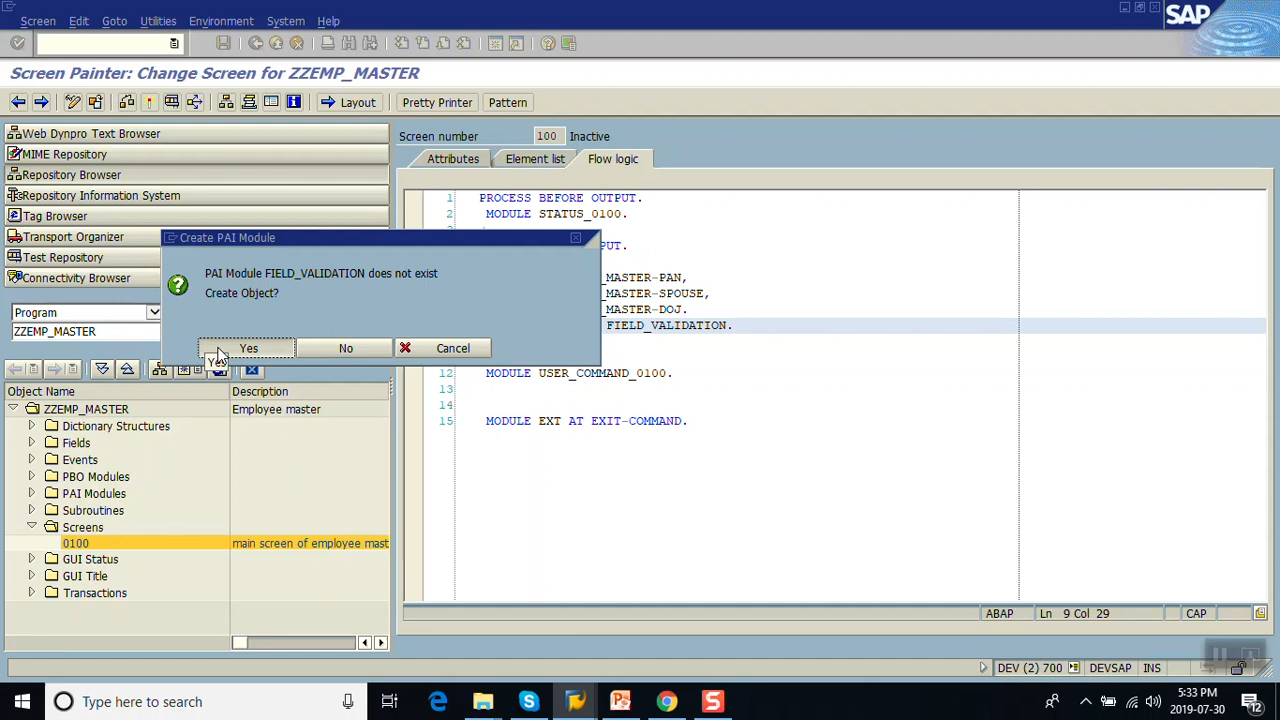 Screen Edit Goto Utilities Environment System Help
SAP
Screen Painter: Change Screen for ZZEMP_MASTER
Layout Pretty Printer Pattern
Web Dynpro Text Browser
MIME Repository
Repository Browser
Repository Information System
Tag Browser
Transport Organizer
Test Repository
Connectivity Browser
Program
ZZEMP_MASTER
Object Name Description
ZZEMP_MASTER Employee master
Dictionary Structures
Fields
Events
PBO Modules
PAI Modules
Subroutines
Screens
0100 main screen of employee mast
GUI Status
GUI Title
Transactions
Screen number 100 Inactive
Attributes Element list Flow logic
1 PROCESS BEFORE OUTPUT.
2 MODULE STATUS_0100.
PUT.
_MASTER-PAN,
_MASTER-SPOUSE,
_MASTER-DOJ.
FIELD_VALIDATION.
12 MODULE USER_COMMAND_0100.
13
14
15 MODULE EXT AT EXIT-COMMAND.
Create PAI Module
PAI Module FIELD_VALIDATION does not exist
Create Object?
Yes No Cancel
Yes
ABAP Ln 9 Col 29 CAP
DEV (2) 700 DEVSAP INS
Type here to search
5:33 PM
2019-07-30
12